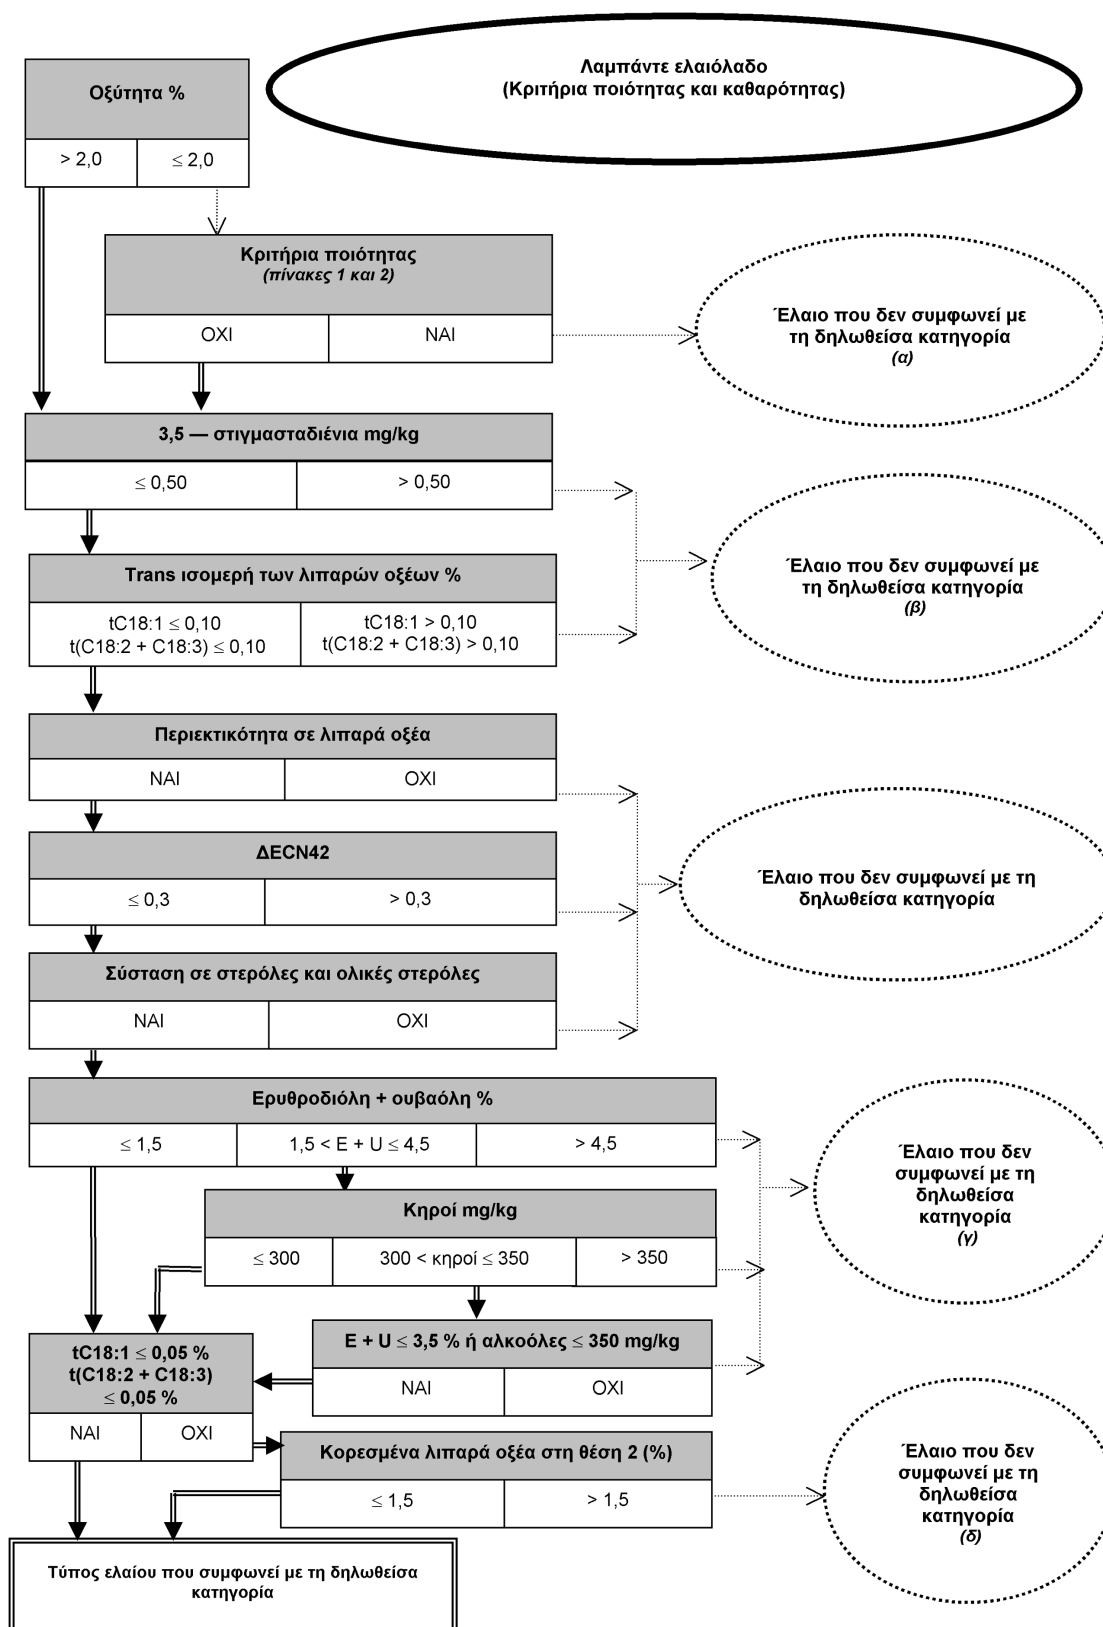 Λαμπάντε ελαιόλαδο
(Κριτήρια ποιότητας και καθαρότητας)
Οξύτητα %
> 2,0
≤ 2,0
Κριτήρια ποιότητας
(πίνακες 1 και 2)
ΟΧΙ
ΝΑΙ
Έλαιο που δεν συμφωνεί με
τη δηλωθείσα κατηγορία
(α)
3,5 — στιγμασταδιένια mg/kg
≤ 0,50
> 0,50
Έλαιο που δεν συμφωνεί με
τη δηλωθείσα κατηγορία
(β)
Trans ισομερή των λιπαρών οξέων %
tC18:1 ≤ 0,10
t(C18:2 + C18:3) ≤ 0,10
tC18:1 > 0,10
t(C18:2 + C18:3) > 0,10
Περιεκτικότητα σε λιπαρά οξέα
ΝΑΙ
ΟΧΙ
ΔECN42
≤ 0,3
> 0,3
Έλαιο που δεν συμφωνεί με τη
δηλωθείσα κατηγορία
Σύσταση σε στερόλες και ολικές στερόλες
ΝΑΙ
ΟΧΙ
Ερυθροδιόλη + ουβαόλη %
≤ 1,5
1,5 < E + U ≤ 4,5
> 4,5
Έλαιο που δεν
συμφωνεί με τη
δηλωθείσα
κατηγορία
(γ)
Κηροί mg/kg
≤ 300
300 < κηροί ≤ 350
> 350
E + U ≤ 3,5 % ή αλκοόλες ≤ 350 mg/kg
ΝΑΙ
ΟΧΙ
tC18:1 ≤ 0,05 %
t(C18:2 + C18:3)
≤ 0,05 %
ΝΑΙ
ΟΧΙ
Κορεσμένα λιπαρά οξέα στη θέση 2 (%)
≤ 1,5
> 1,5
Έλαιο που δεν
συμφωνεί με τη
δηλωθείσα
κατηγορία
(δ)
Τύπος ελαίου που συμφωνεί με τη δηλωθείσα
κατηγορία